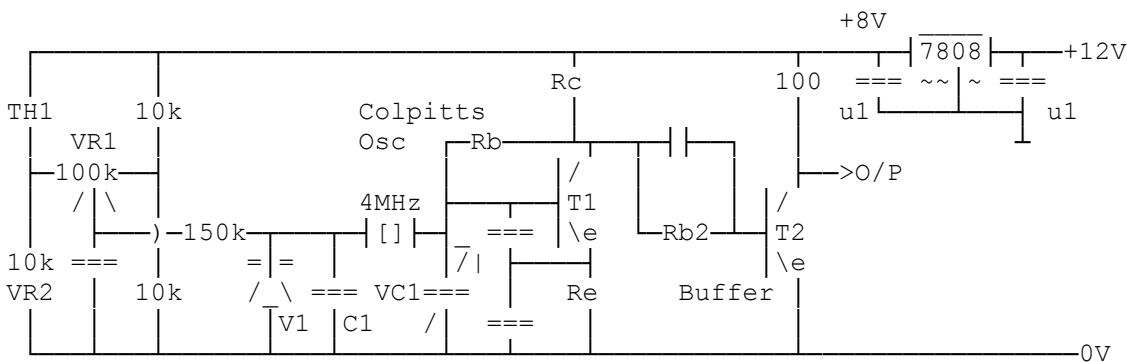 +8V
7808 +12V
Rc 100 === ~~ ~ ===
TH1 10k Colpitts u1 u1
VR1 Osc Rb
100k / >O/P
/ \ 4MHz T1 /
)150k [] === \e Rb2 T2
10k === = = / \e
VR2 10k /_\ === VC1=== Re Buffer
V1 C1 / ===
0V